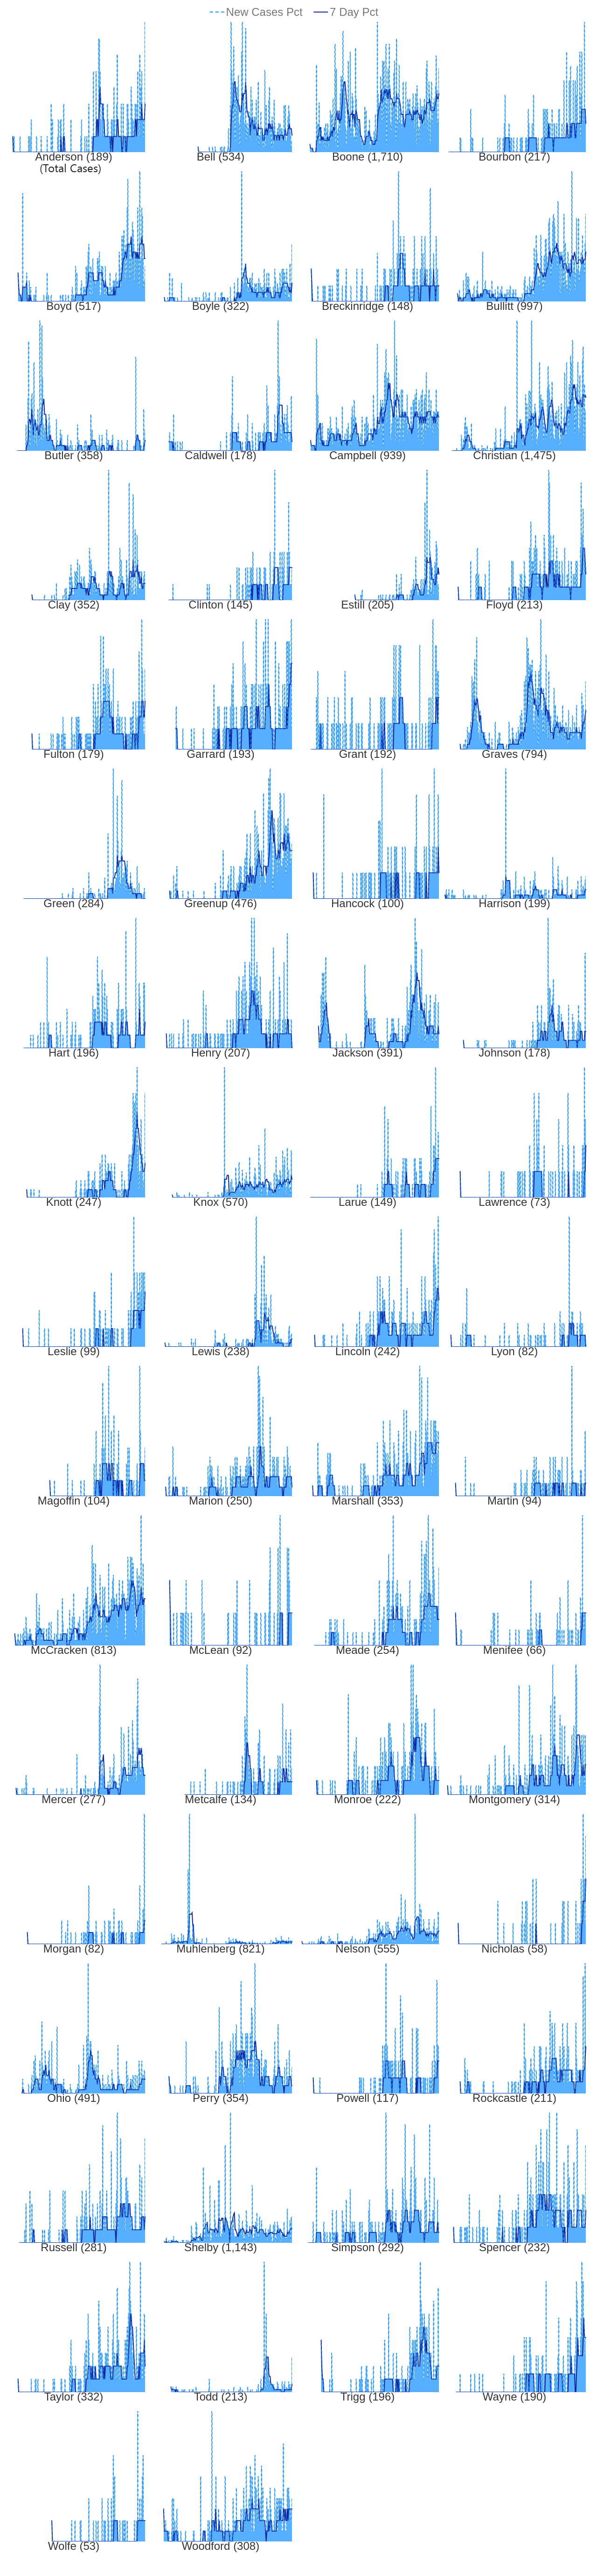 New Cases Pct 7 Day Pct
Anderson (189) Bell (534) Boone (1,710) Bourbon (217)
(Total Cases)
Boyd (517) Boyle (322) Breckinridge (148) Bullitt (997)
Butler (358) Caldwell (178) Campbell (939) Christian (1,475)
Clay (352) Clinton (145) Estill (205) Floyd (213)
Fulton (179) Garrard (193) Grant (192) Graves (794)
Green (284) Greenup (476) Hancock (100) Harrison (199)
Hart (196) Henry (207) Jackson (391) Johnson (178)
Knott (247) Knox (570) Larue (149) Lawrence (73)
Leslie (99) Lewis (238) Lincoln (242) Lyon (82)
Magoffin (104) Marion (250) Marshall (353) Martin (94)
McCracken (813) McLean (92) Meade (254) Menifee (66)
Mercer (277) Metcalfe (134) Monroe (222) Montgomery (314)
Morgan (82) Muhlenberg (821) Nelson (555) Nicholas (58)
Ohio (491) Perry (354) Powell (117) Rockcastle (211)
Russell (281) Shelby (1,143) Simpson (292) Spencer (232)
Taylor (332) Todd (213) Trigg (196) Wayne (190)
Wolfe (53) Woodford (308)